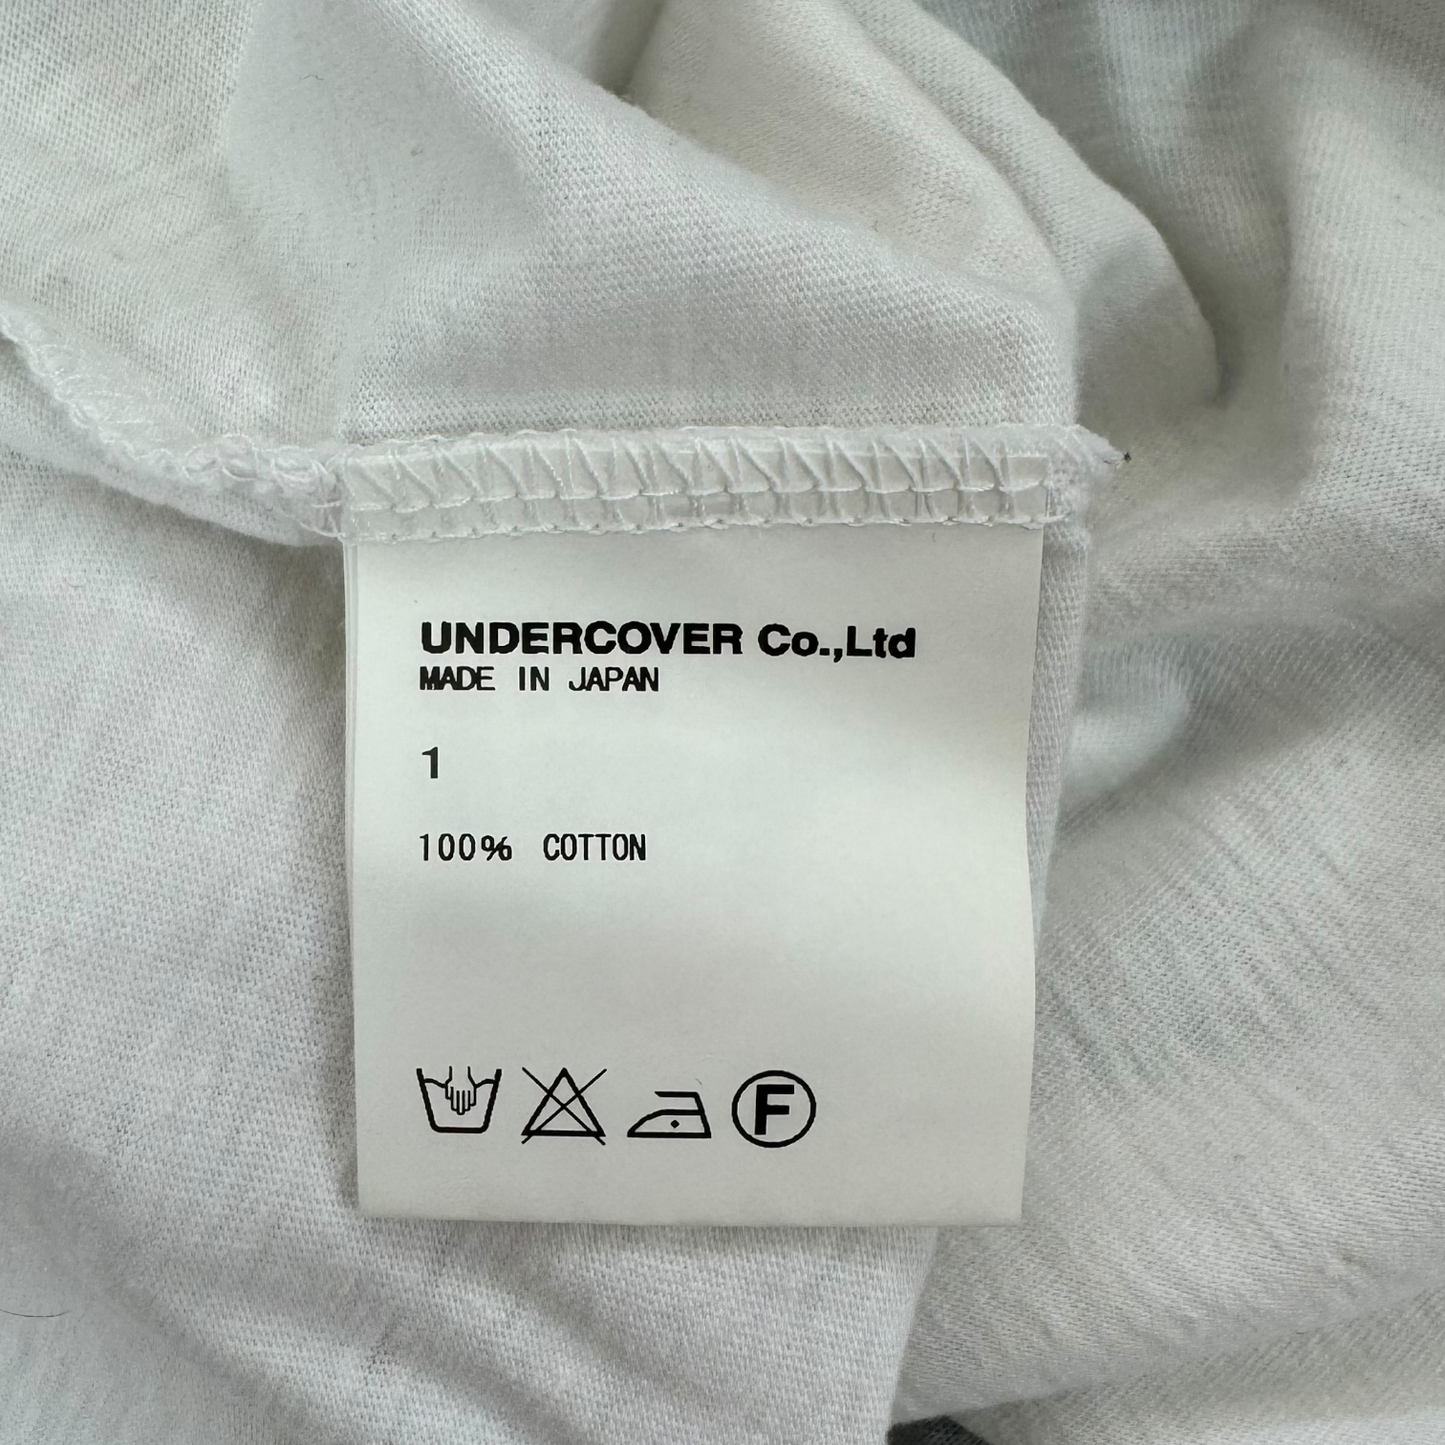 UNDERCOVER Co.,Ltd
MADE IN JAPAN
1
100% COTTON
F